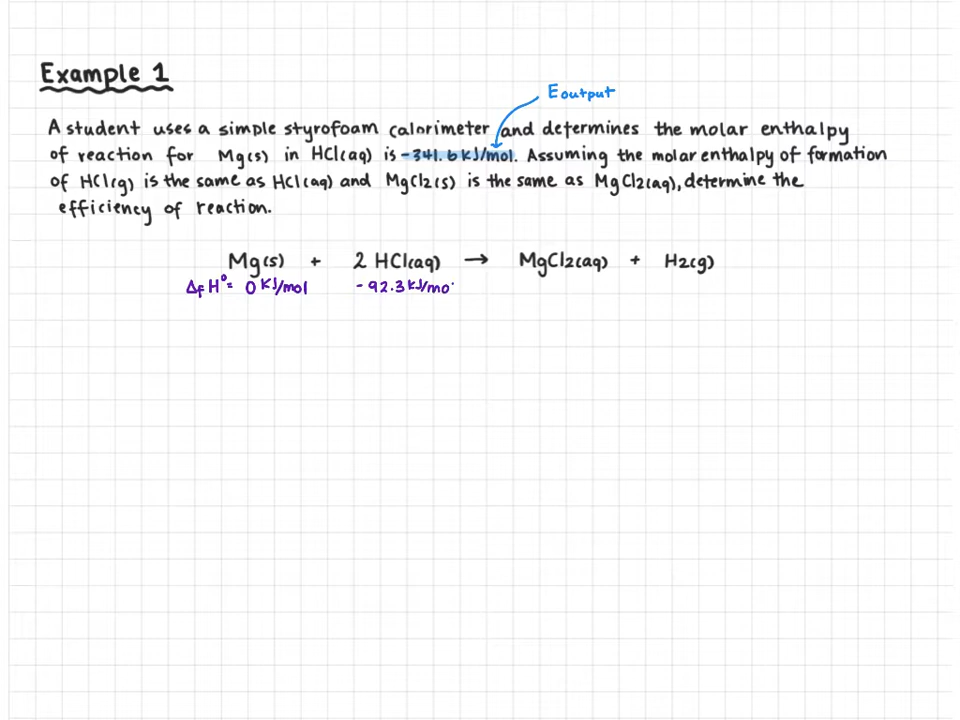 Example 1
E output
A student uses a simple styrofoam calorimeter and determines the molar enthalpy
of reaction for Mg(s) in HCl(aq) is -341.6 kJ/mol. Assuming the molar enthalpy of formation
of HCl(g) is the same as HCl(aq) and MgCl2(s) is the same as MgCl2(aq), determine the
efficiency of reaction.
Mg(s) + 2 HCl(aq) → MgCl2(aq) + H2(g)
ΔfH°= 0 kJ/mol -92.3 kJ/mo